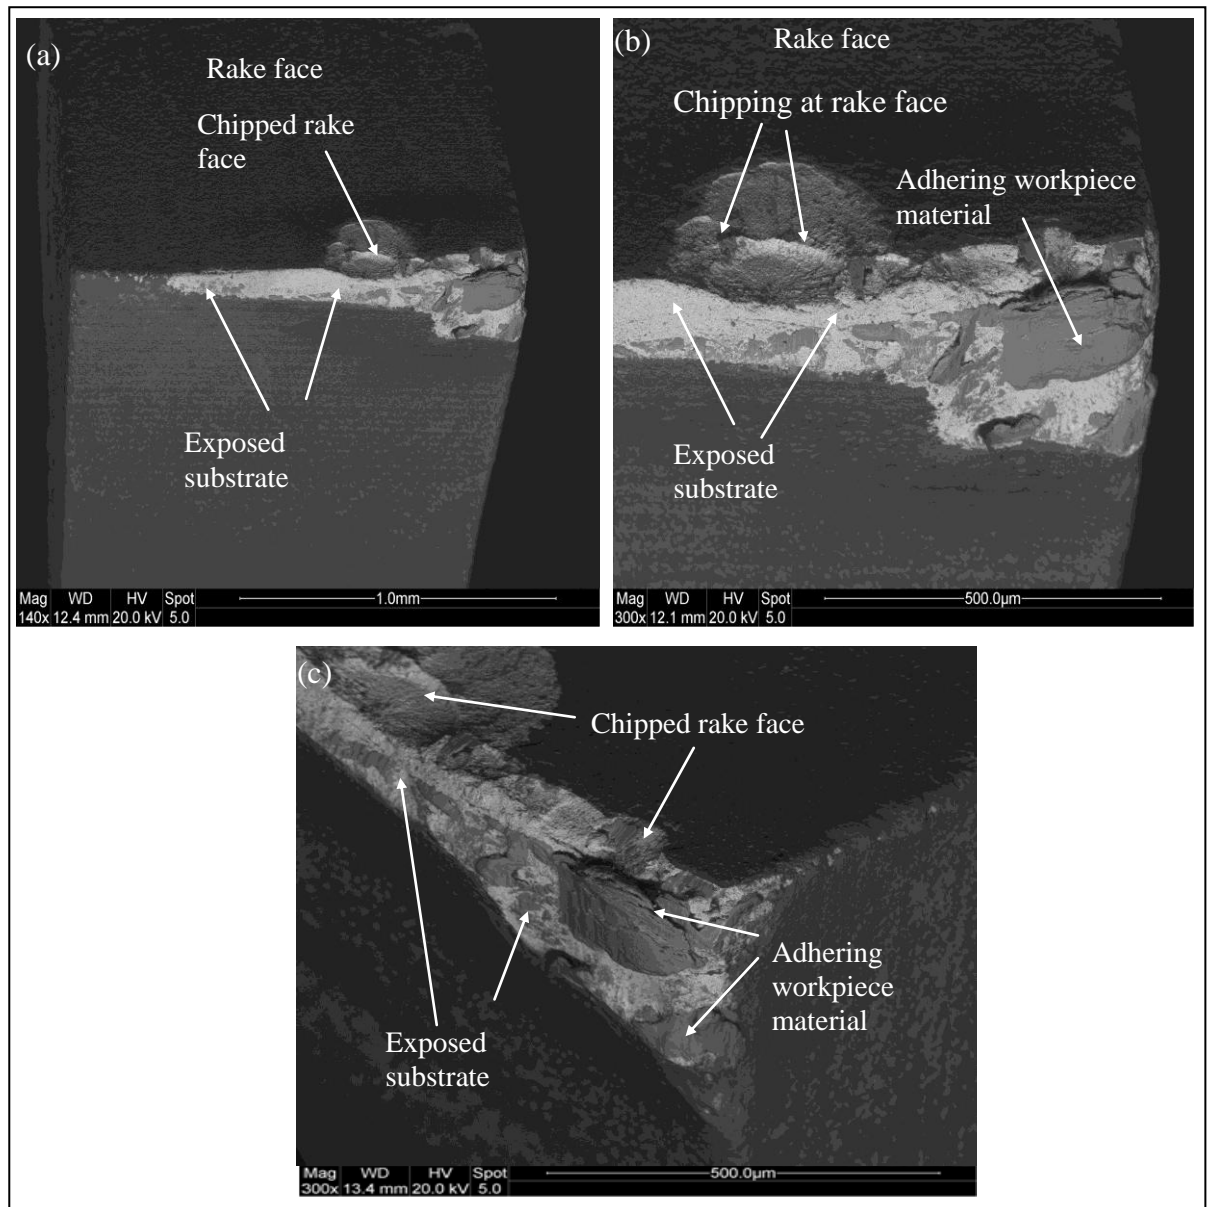 (a)
Rake face
Chipped rake
face
Exposed
substrate
Mag WD HV Spot 1.0mm
140x 12.4 mm 20.0 kV 5.0
(b)
Rake face
Chipping at rake face
Adhering workpiece
material
Exposed
substrate
Mag WD HV Spot 500.0µm
300x 12.1 mm 20.0 kV 5.0
(c)
Chipped rake face
Adhering
workpiece
material
Exposed
substrate
Mag WD HV Spot 500.0µm
300x 13.4 mm 20.0 kV 5.0